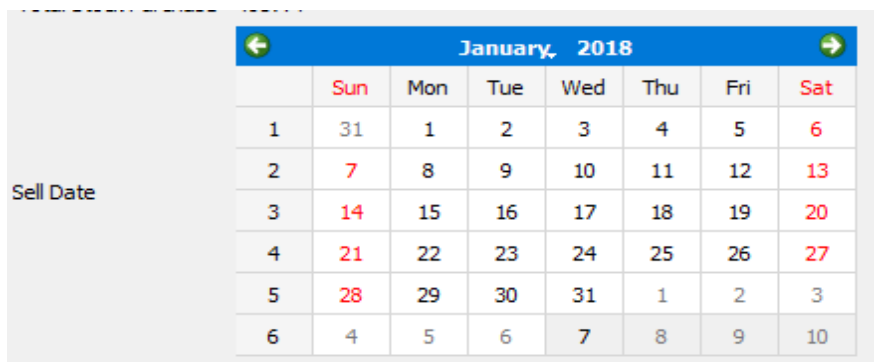 January, 2018
Sun Mon Tue Wed Thu Fri Sat
1 31 1 2 3 4 5 6
2 7 8 9 10 11 12 13
Sell Date
3 14 15 16 17 18 19 20
4 21 22 23 24 25 26 27
5 28 29 30 31 1 2 3
6 4 5 6 7 8 9 10